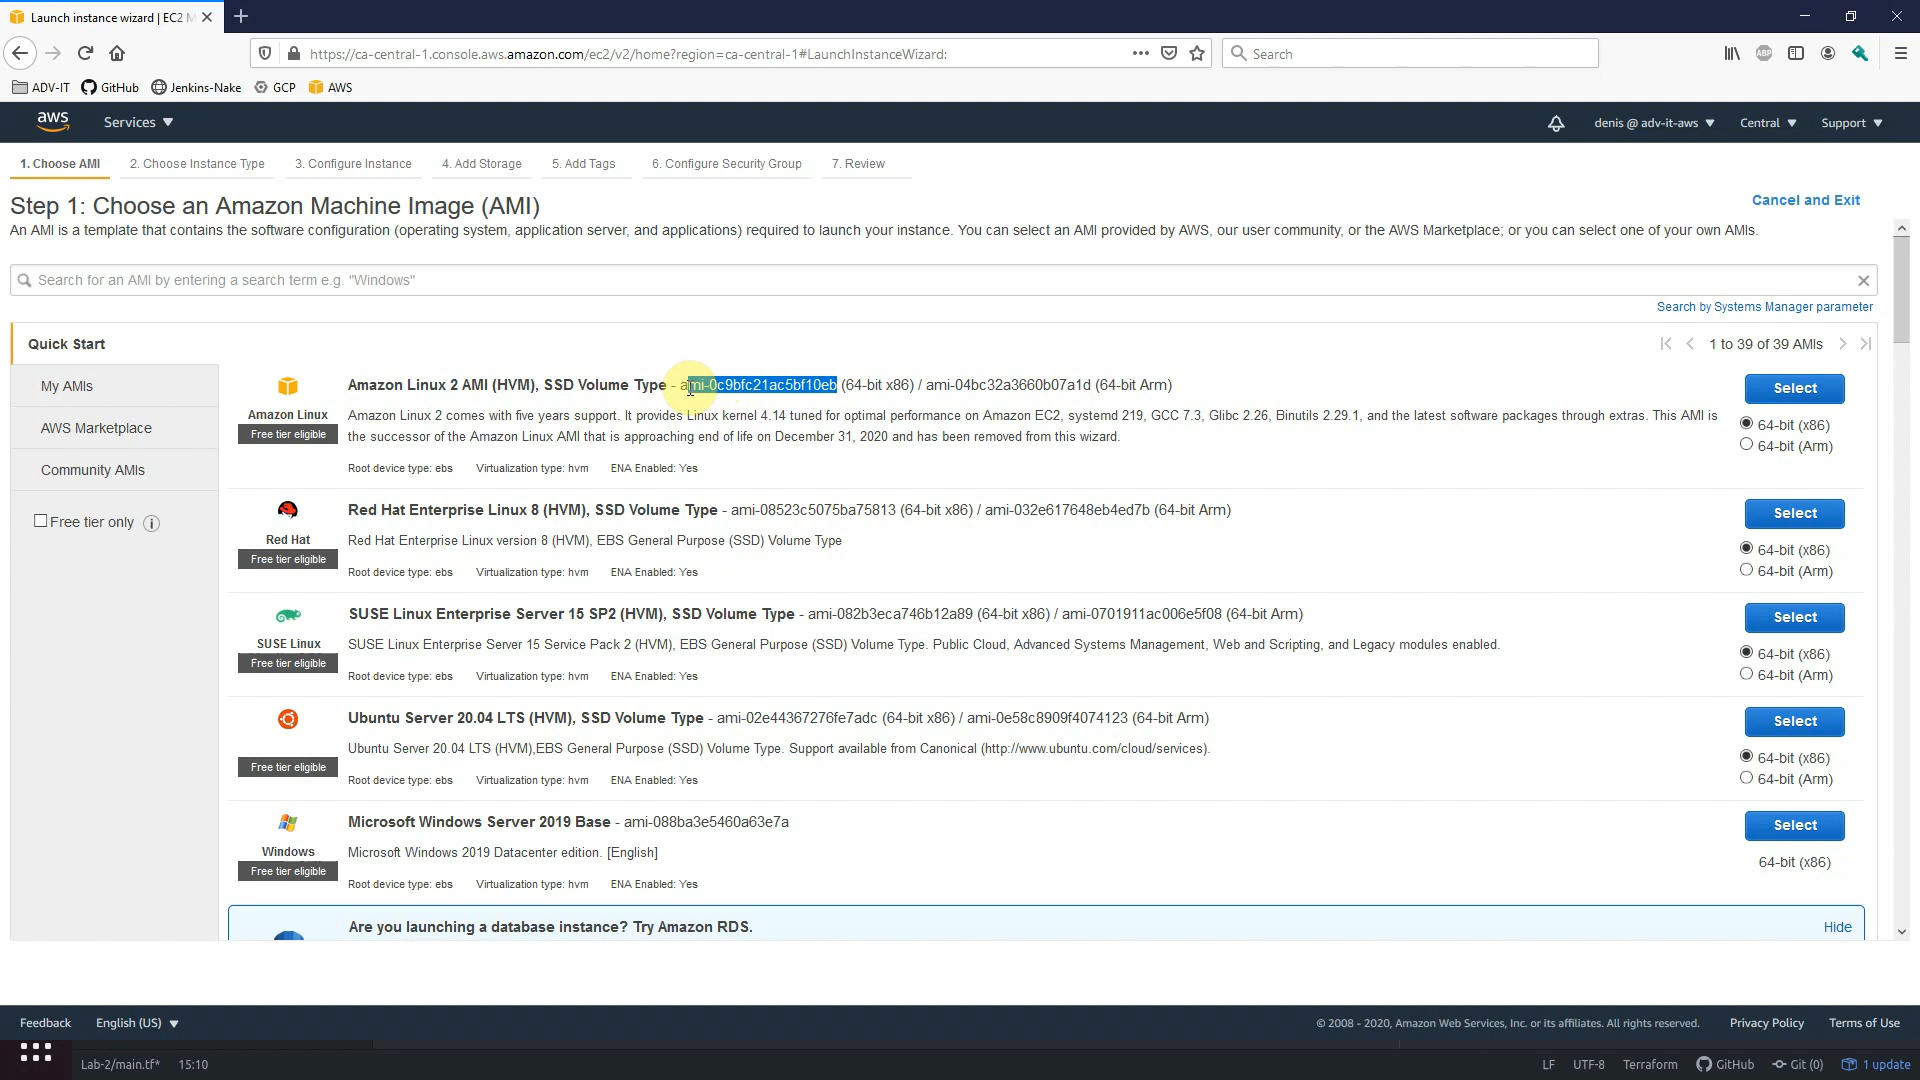 Launch instance wizard | EC2 M
https://ca-central-1.console.aws.amazon.com/ec2/v2/home?region=ca-central-1#LaunchInstanceWizard:
Search
ABP
ADV-IT GitHub Jenkins-Nake GCP AWS
aws Services denis @ adv-it-aws Central Support
1. Choose AMI 2. Choose Instance Type 3. Configure Instance 4. Add Storage 5. Add Tags 6. Configure Security Group 7. Review
Step 1: Choose an Amazon Machine Image (AMI)
Cancel and Exit
An AMI is a template that contains the software configuration (operating system, application server, and applications) required to launch your instance. You can select an AMI provided by AWS, our user community, or the AWS Marketplace; or you can select one of your own AMIs.
Search for an AMI by entering a search term e.g. "Windows"
Search by Systems Manager parameter
Quick Start
My AMIs
AWS Marketplace
Community AMIs
Free tier only
1 to 39 of 39 AMIs
Amazon Linux
Free tier eligible
Amazon Linux 2 AMI (HVM), SSD Volume Type - ami-0c9bfc21ac5bf10eb (64-bit x86) / ami-04bc32a3660b07a1d (64-bit Arm)
Amazon Linux 2 comes with five years support. It provides Linux kernel 4.14 tuned for optimal performance on Amazon EC2, systemd 219, GCC 7.3, Glibc 2.26, Binutils 2.29.1, and the latest software packages through extras. This AMI is
the successor of the Amazon Linux AMI that is approaching end of life on December 31, 2020 and has been removed from this wizard.
Root device type: ebs Virtualization type: hvm ENA Enabled: Yes
Select
64-bit (x86)
64-bit (Arm)
Red Hat
Free tier eligible
Red Hat Enterprise Linux 8 (HVM), SSD Volume Type - ami-08523c5075ba75813 (64-bit x86) / ami-032e617648eb4ed7b (64-bit Arm)
Red Hat Enterprise Linux version 8 (HVM), EBS General Purpose (SSD) Volume Type
Root device type: ebs Virtualization type: hvm ENA Enabled: Yes
Select
64-bit (x86)
64-bit (Arm)
SUSE Linux
Free tier eligible
SUSE Linux Enterprise Server 15 SP2 (HVM), SSD Volume Type - ami-082b3eca746b12a89 (64-bit x86) / ami-0701911ac006e5f08 (64-bit Arm)
SUSE Linux Enterprise Server 15 Service Pack 2 (HVM), EBS General Purpose (SSD) Volume Type. Public Cloud, Advanced Systems Management, Web and Scripting, and Legacy modules enabled.
Root device type: ebs Virtualization type: hvm ENA Enabled: Yes
Select
64-bit (x86)
64-bit (Arm)
Free tier eligible
Ubuntu Server 20.04 LTS (HVM), SSD Volume Type - ami-02e44367276fe7adc (64-bit x86) / ami-0e58c8909f4074123 (64-bit Arm)
Ubuntu Server 20.04 LTS (HVM),EBS General Purpose (SSD) Volume Type. Support available from Canonical (http://www.ubuntu.com/cloud/services).
Root device type: ebs Virtualization type: hvm ENA Enabled: Yes
Select
64-bit (x86)
64-bit (Arm)
Windows
Free tier eligible
Microsoft Windows Server 2019 Base - ami-088ba3e5460a63e7a
Microsoft Windows 2019 Datacenter edition. [English]
Root device type: ebs Virtualization type: hvm ENA Enabled: Yes
Select
64-bit (x86)
Are you launching a database instance? Try Amazon RDS.
Hide
Feedback English (US) © 2008 - 2020, Amazon Web Services, Inc. or its affiliates. All rights reserved. Privacy Policy Terms of Use
Lab-2/main.tf* 15:10 LF UTF-8 Terraform GitHub Git (0) 1 update